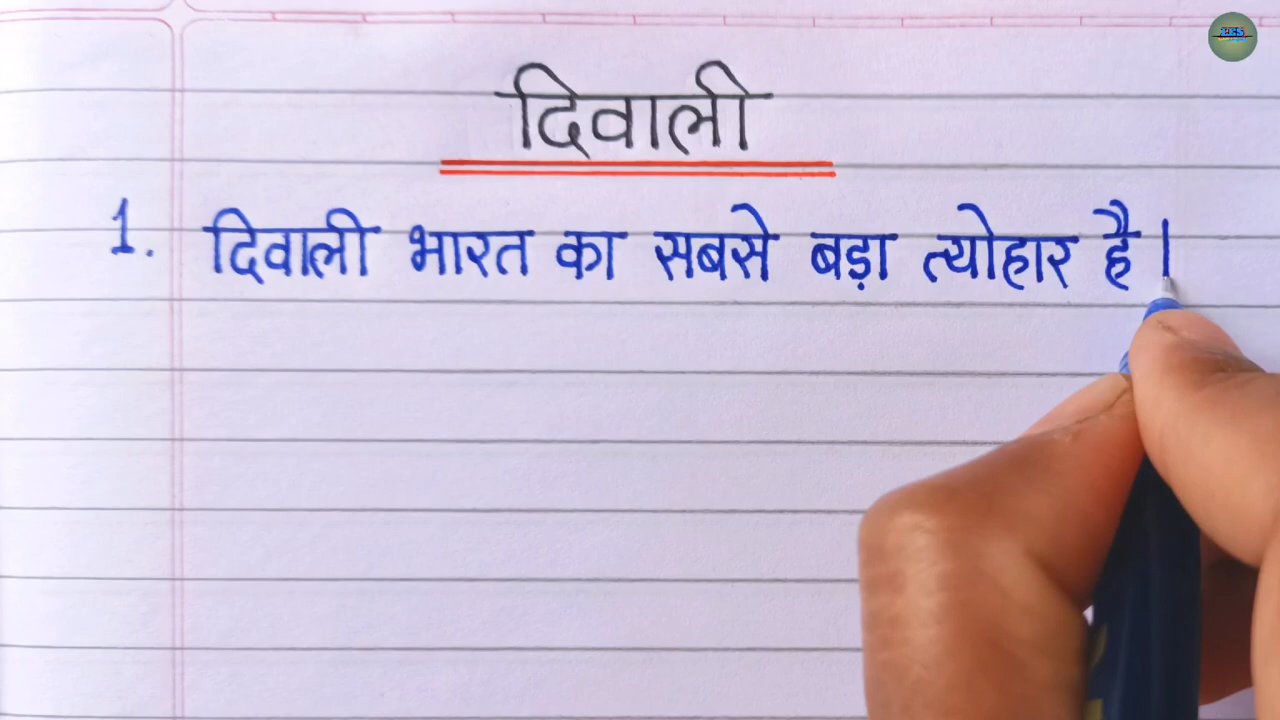 दिवाली
1. दिवाली भारत का सबसे बड़ा त्योहार है।